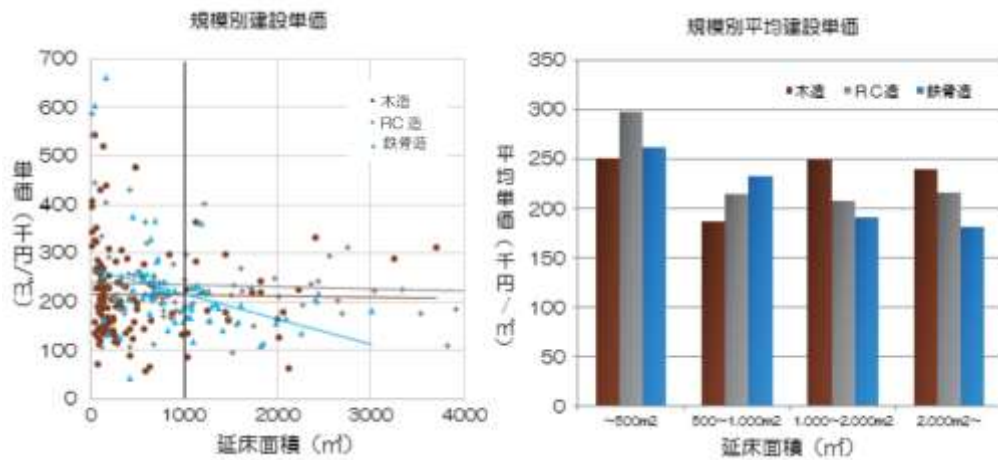 規模別建設単価
700
600
500
400
300
200
100
0
単価（千円/㎡）
木造
RC造
鉄骨造
0 1000 2000 3000 4000
延床面積（㎡）
規模別平均建設単価
350
300
250
200
150
100
50
0
平均単価（千円/㎡）
木造 RC造 鉄骨造
～500m2 500～1,000m2 1,000～2,000m2 2,000m2～
延床面積（㎡）